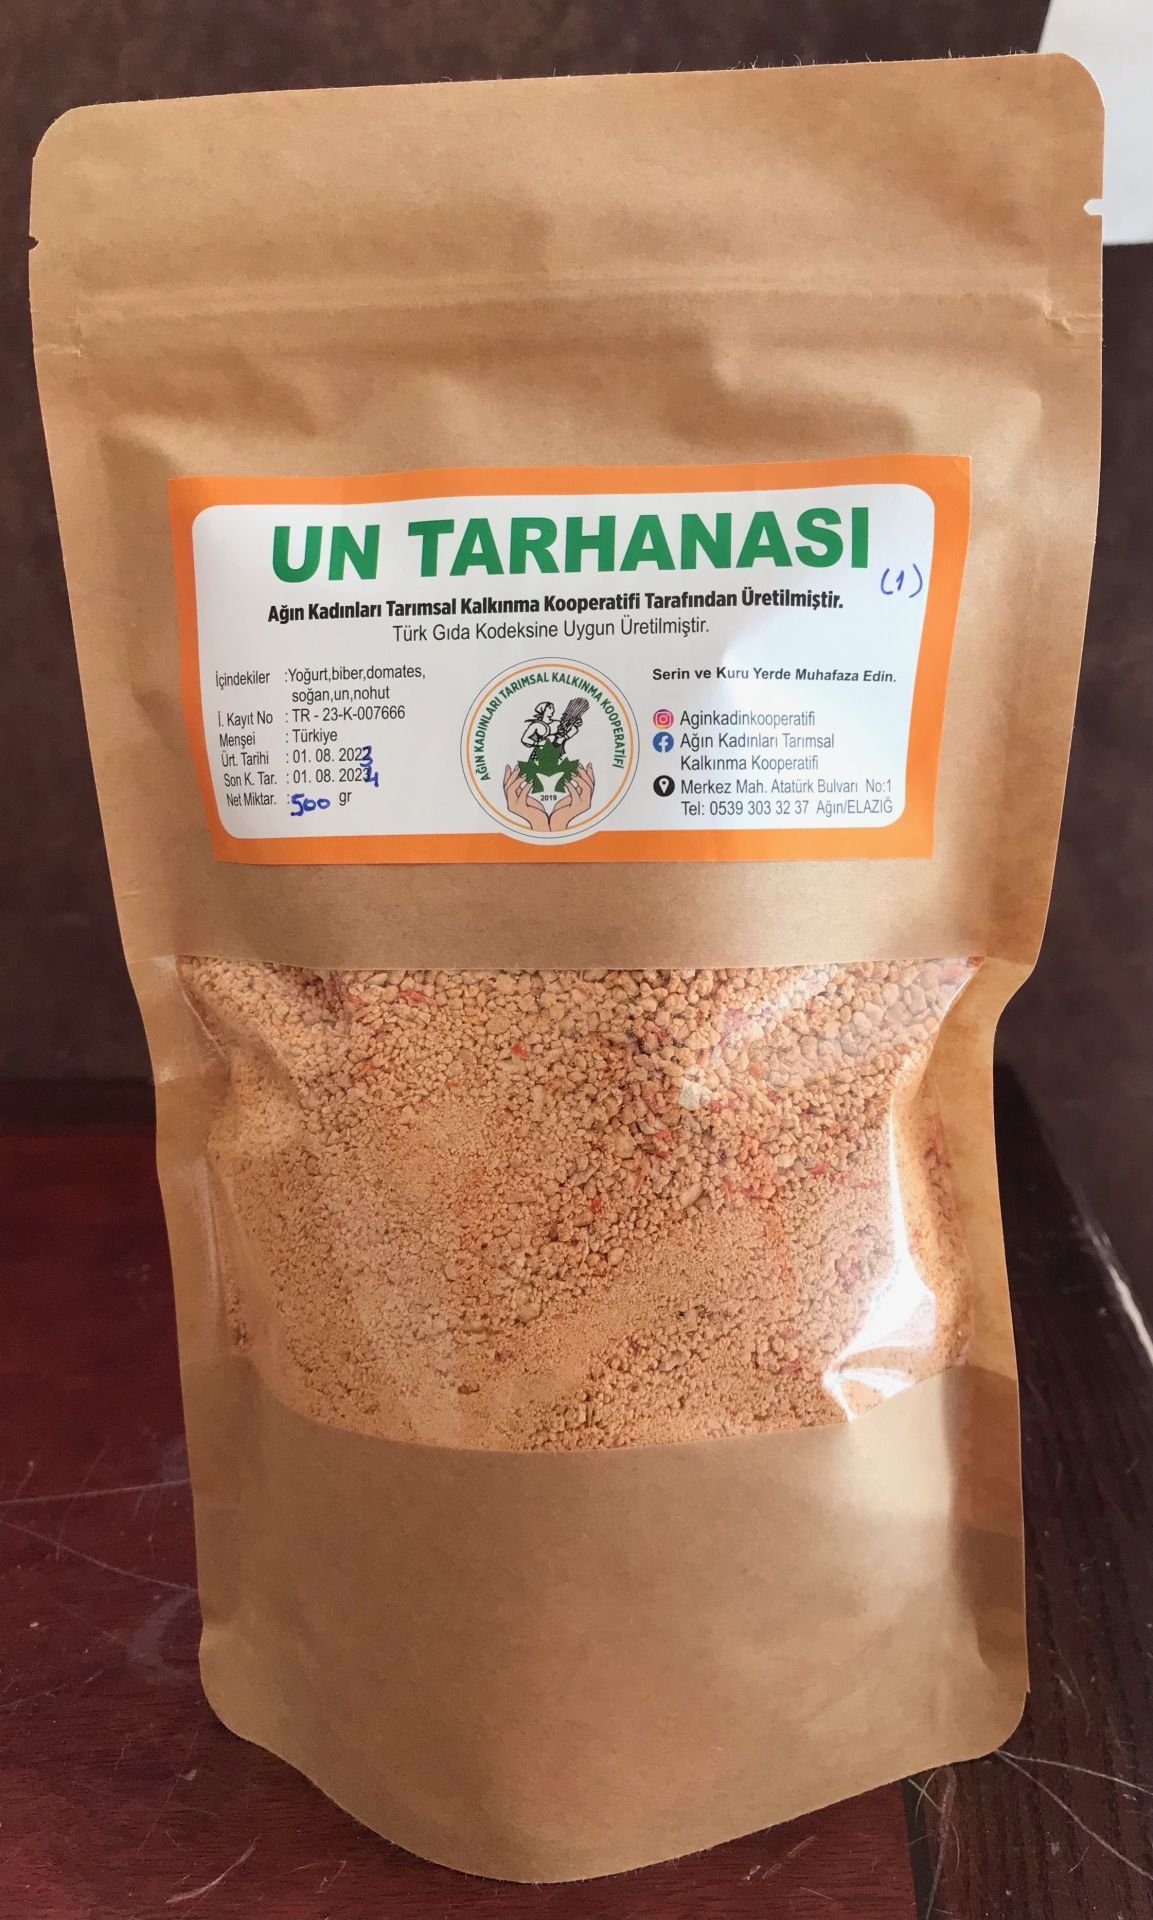 UN TARHANASI
(1)
Ağın Kadınları Tarımsal Kalkınma Kooperatifi Tarafından Üretilmiştir.
Türk Gıda Kodeksine Uygun Üretilmiştir.
İçindekiler :Yoğurt,biber,domates,
soğan,un,nohut
İ. Kayıt No : TR - 23-K-007666
Menşei : Türkiye
Ürt. Tarihi : 01. 08. 2023
Son K. Tar. : 01. 08. 2024
Net Miktar. : 500 gr
AĞIN KADINLARI TARIMSAL KALKINMA KOOPERATİFİ
2019
Serin ve Kuru Yerde Muhafaza Edin.
Aginkadinkooperatifi
Ağın Kadınları Tarımsal
Kalkınma Kooperatifi
Merkez Mah. Atatürk Bulvarı No:1
Tel: 0539 303 32 37 Ağın/ELAZIĞ